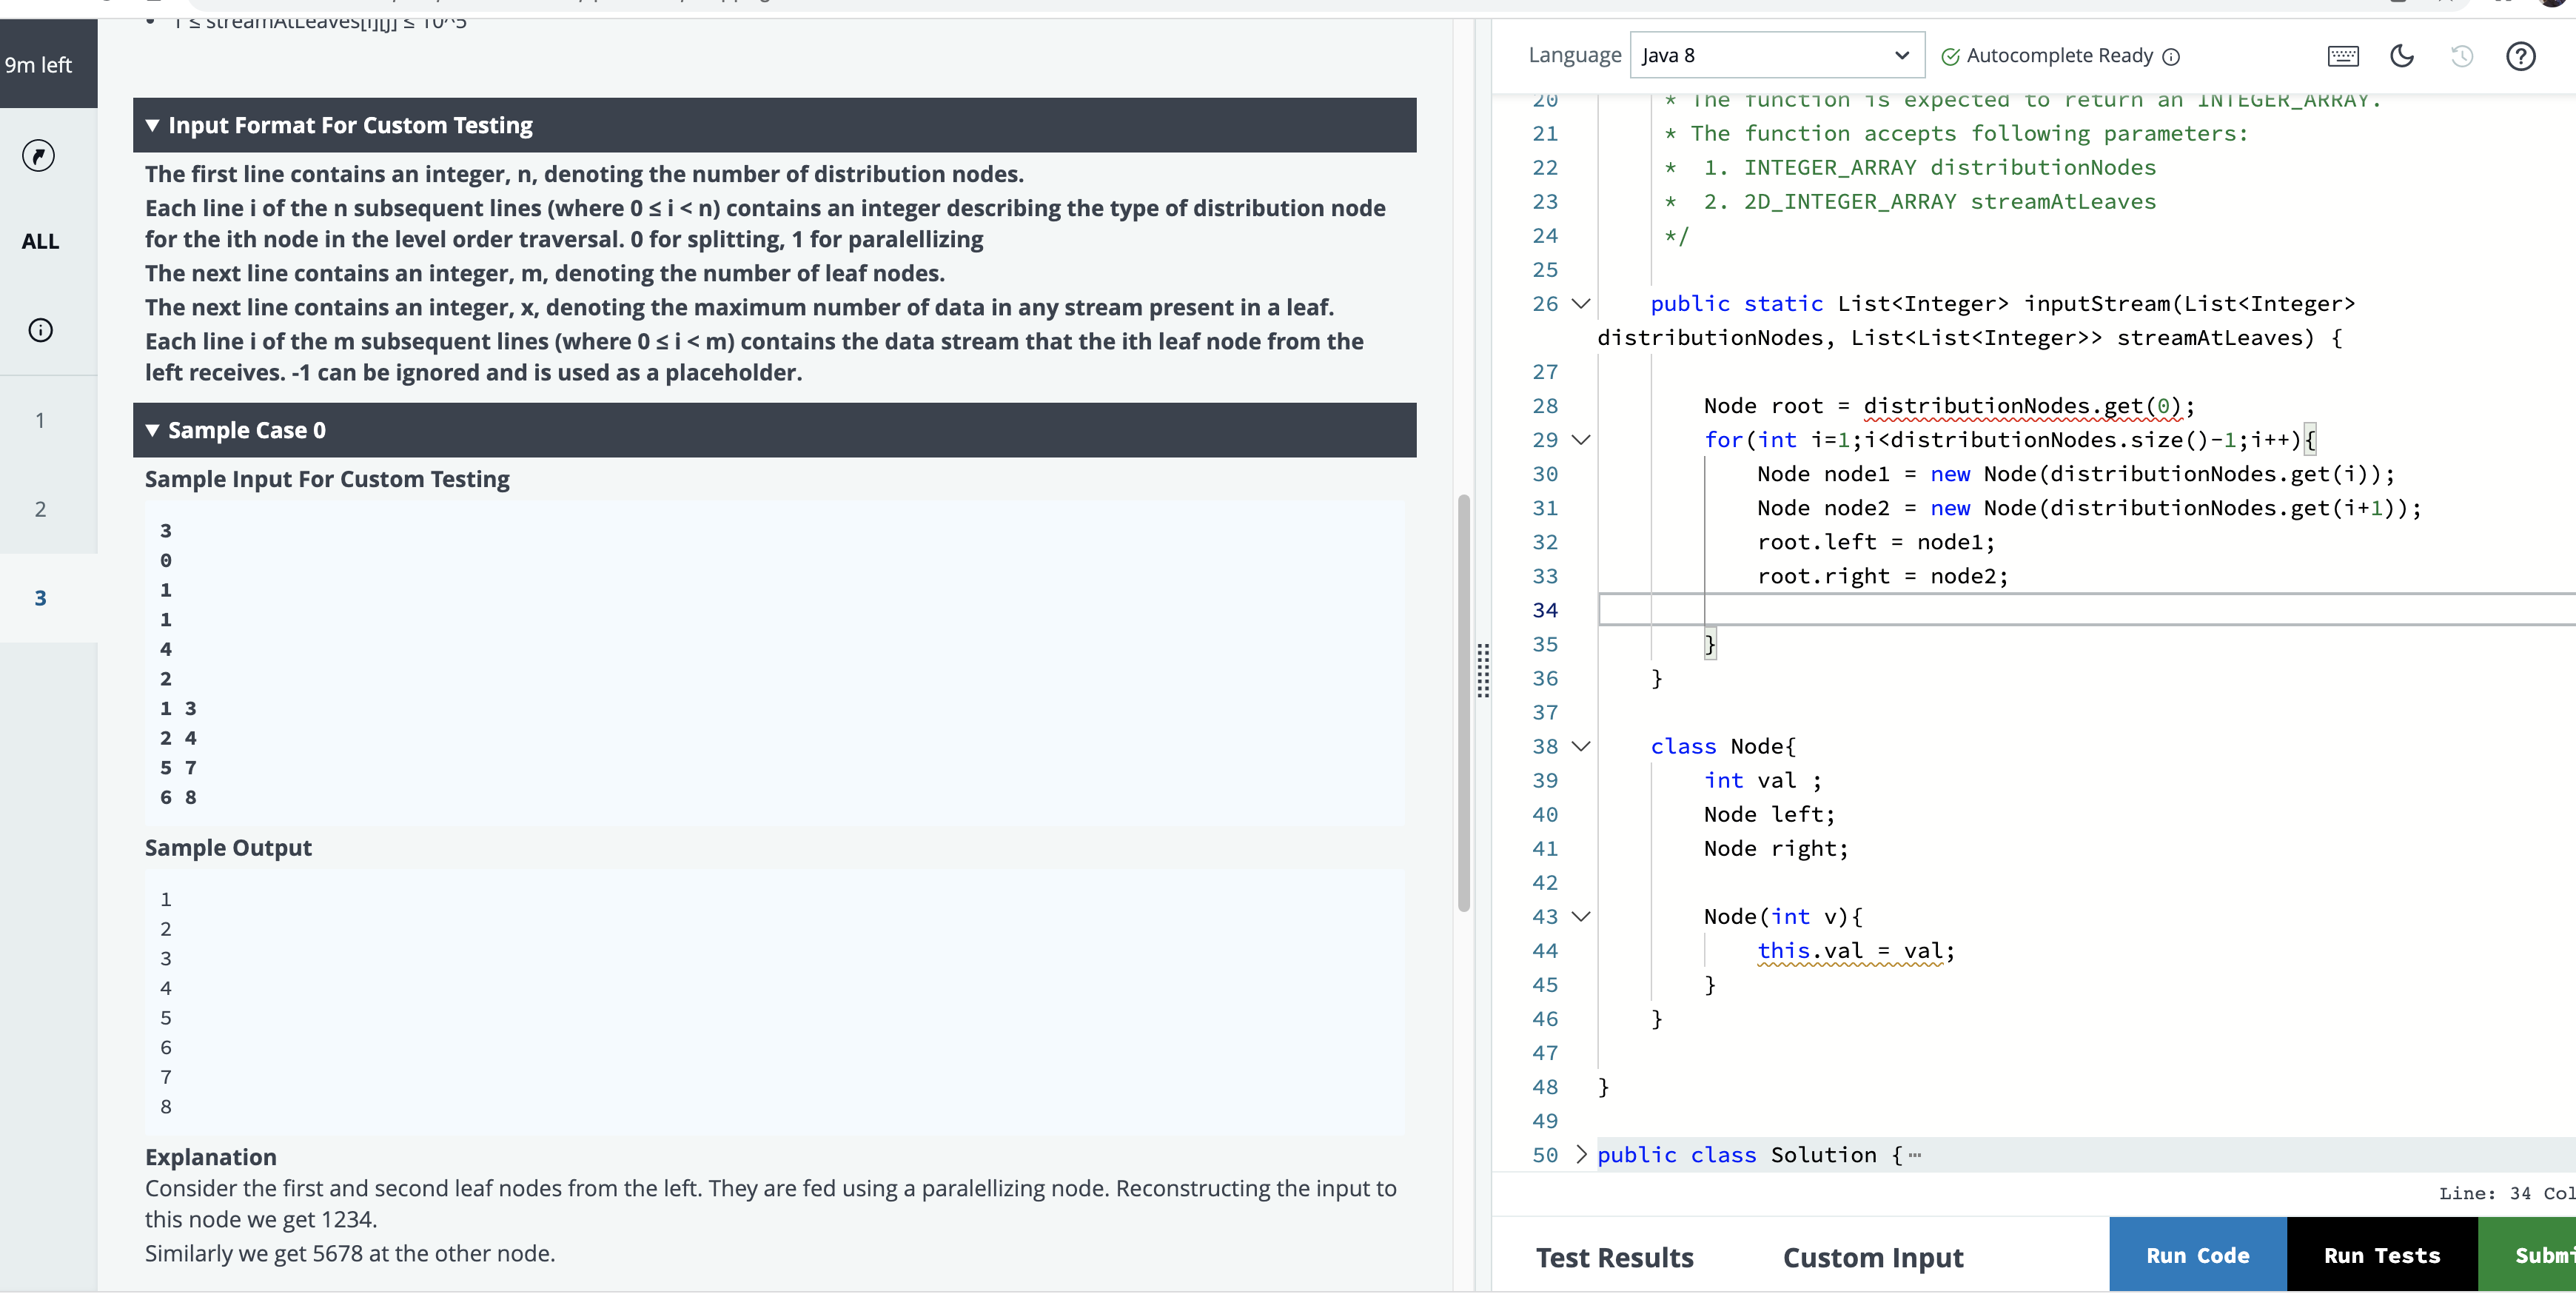 1 ≤ streamAtLeaves[i][j] ≤ 10^5
9m left
ALL
1
2
3
▼ Input Format For Custom Testing
The first line contains an integer, n, denoting the number of distribution nodes.
Each line i of the n subsequent lines (where 0 ≤ i < n) contains an integer describing the type of distribution node
for the ith node in the level order traversal. 0 for splitting, 1 for paralellizing
The next line contains an integer, m, denoting the number of leaf nodes.
The next line contains an integer, x, denoting the maximum number of data in any stream present in a leaf.
Each line i of the m subsequent lines (where 0 ≤ i < m) contains the data stream that the ith leaf node from the
left receives. -1 can be ignored and is used as a placeholder.
▼ Sample Case 0
Sample Input For Custom Testing
3
0
1
1
4
2
1 3
2 4
5 7
6 8
Sample Output
1
2
3
4
5
6
7
8
Explanation
Consider the first and second leaf nodes from the left. They are fed using a paralellizing node. Reconstructing the input to
this node we get 1234.
Similarly we get 5678 at the other node.
Language Java 8 Autocomplete Ready
20 * The function is expected to return an INTEGER_ARRAY.
21 * The function accepts following parameters:
22 *  1. INTEGER_ARRAY distributionNodes
23 *  2. 2D_INTEGER_ARRAY streamAtLeaves
24 */
25
26 public static List<Integer> inputStream(List<Integer>
distributionNodes, List<List<Integer>> streamAtLeaves) {
27
28 Node root = distributionNodes.get(0);
29 for(int i=1;i<distributionNodes.size()-1;i++){
30 Node node1 = new Node(distributionNodes.get(i));
31 Node node2 = new Node(distributionNodes.get(i+1));
32 root.left = node1;
33 root.right = node2;
34
35 }
36 }
37
38 class Node{
39 int val ;
40 Node left;
41 Node right;
42
43 Node(int v){
44 this.val = val;
45 }
46 }
47
48 }
49
50 public class Solution {…
Line: 34 Col
Test Results Custom Input Run Code Run Tests Submi